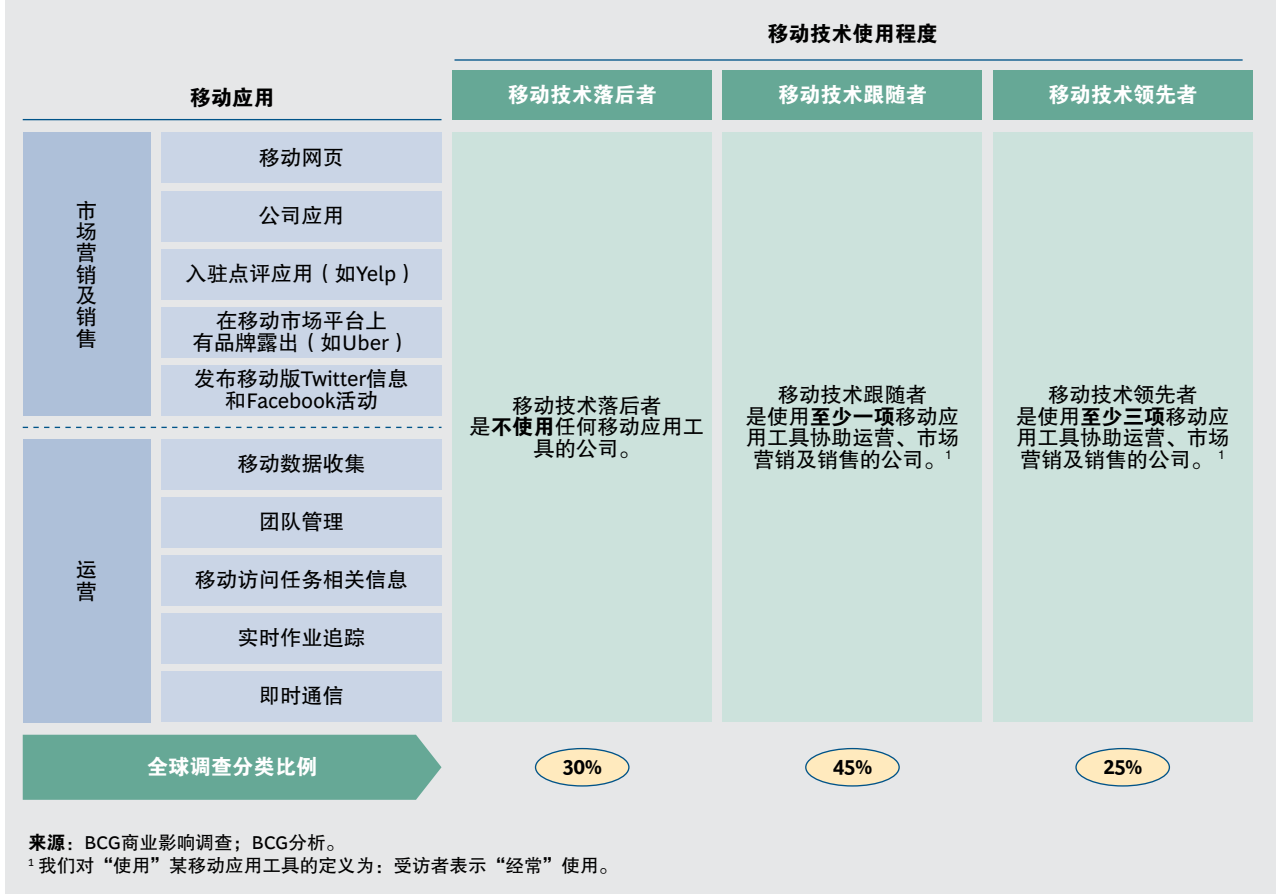 移动技术使用程度
移动应用
移动技术落后者
移动技术跟随者
移动技术领先者
市场营销及销售
移动网页
公司应用
入驻点评应用（如Yelp）
在移动市场平台上
有品牌露出（如Uber）
发布移动版Twitter信息
和Facebook活动
运营
移动数据收集
团队管理
移动访问任务相关信息
实时作业追踪
即时通信
移动技术落后者
是不使用任何移动应用工
具的公司。
移动技术跟随者
是使用至少一项移动应
用工具协助运营、市场
营销及销售的公司。¹
移动技术领先者
是使用至少三项移动应
用工具协助运营、市场
营销及销售的公司。¹
全球调查分类比例
30%
45%
25%
来源：BCG商业影响调查；BCG分析。
¹ 我们对“使用”某移动应用工具的定义为：受访者表示“经常”使用。